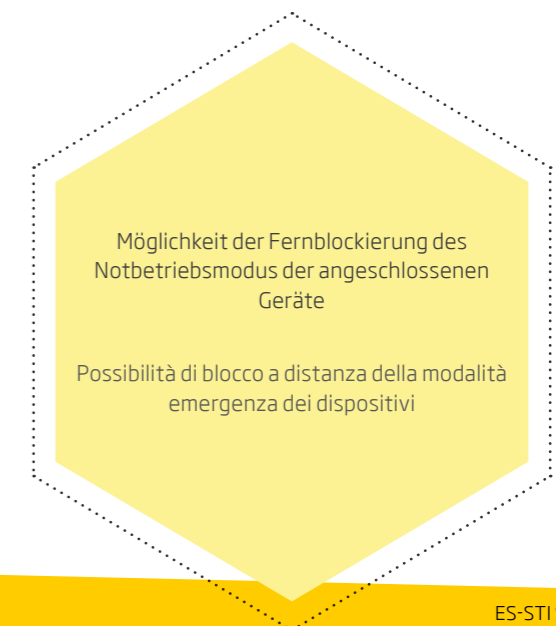 Möglichkeit der Fernblockierung des
Notbetriebsmodus der angeschlossenen
Geräte
Possibilità di blocco a distanza della modalità
emergenza dei dispositivi
ES-STI